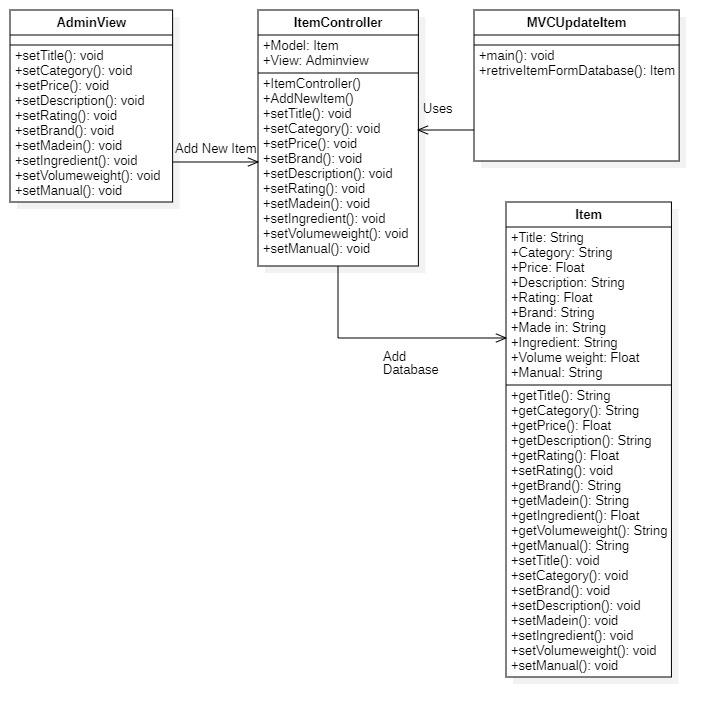 AdminView
+setTitle(): void
+setCategory(): void
+setPrice(): void
+setDescription(): void
+setRating(): void
+setBrand(): void
+setMadein(): void
+setIngredient(): void
+setVolumeweight(): void
+setManual(): void
Add New Item
ItemController
+Model: Item
+View: Adminview
+ItemController()
+AddNewItem()
+setTitle(): void
+setCategory(): void
+setPrice(): void
+setBrand(): void
+setDescription(): void
+setRating(): void
+setMadein(): void
+setIngredient(): void
+setVolumeweight(): void
+setManual(): void
Uses
MVCUpdateItem
+main(): void
+retriveItemFormDatabase(): Item
Add
Database
Item
+Title: String
+Category: String
+Price: Float
+Description: String
+Rating: Float
+Brand: String
+Made in: String
+Ingredient: String
+Volume weight: Float
+Manual: String
+getTitle(): String
+getCategory(): String
+getPrice(): Float
+getDescription(): String
+getRating(): Float
+setRating(): void
+getBrand(): String
+getMadein(): String
+getIngredient(): Float
+getVolumeweight(): String
+getManual(): String
+setTitle(): void
+setCategory(): void
+setBrand(): void
+setDescription(): void
+setMadein(): void
+setIngredient(): void
+setVolumeweight(): void
+setManual(): void